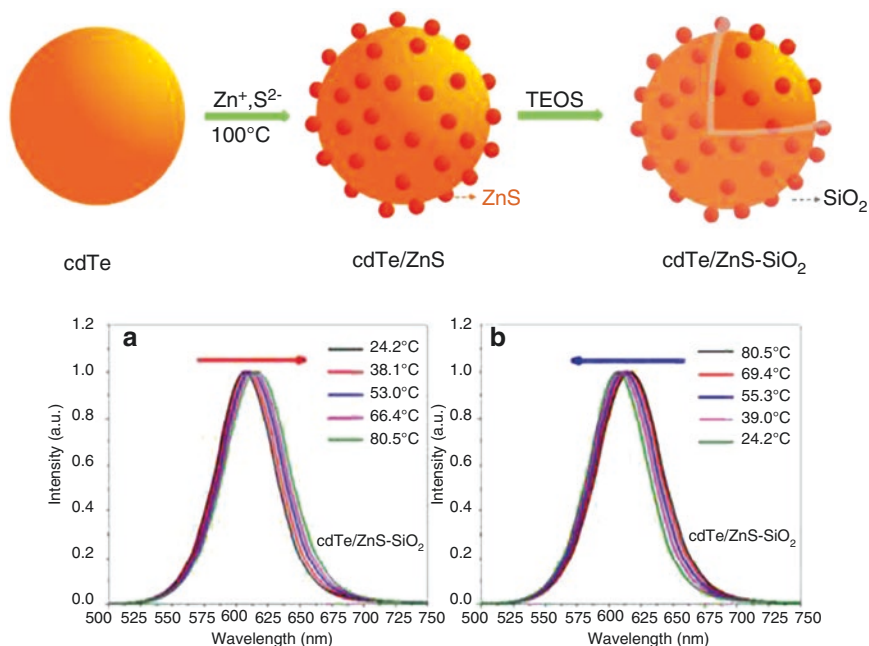 Zn⁺,S²⁻
100°C
TEOS
ZnS
SiO₂
cdTe
cdTe/ZnS
cdTe/ZnS-SiO₂
a
1.2
1.0
0.8
0.6
0.4
0.2
0.0
Intensity (a.u.)
24.2°C
38.1°C
53.0°C
66.4°C
80.5°C
cdTe/ZnS-SiO₂
500 525 550 575 600 625 650 675 700 725 750
Wavelength (nm)
b
1.2
1.0
0.8
0.6
0.4
0.2
0.0
Intensity (a.u.)
80.5°C
69.4°C
55.3°C
39.0°C
24.2°C
cdTe/ZnS-SiO₂
500 525 550 575 600 625 650 675 700 725 750
Wavelength (nm)